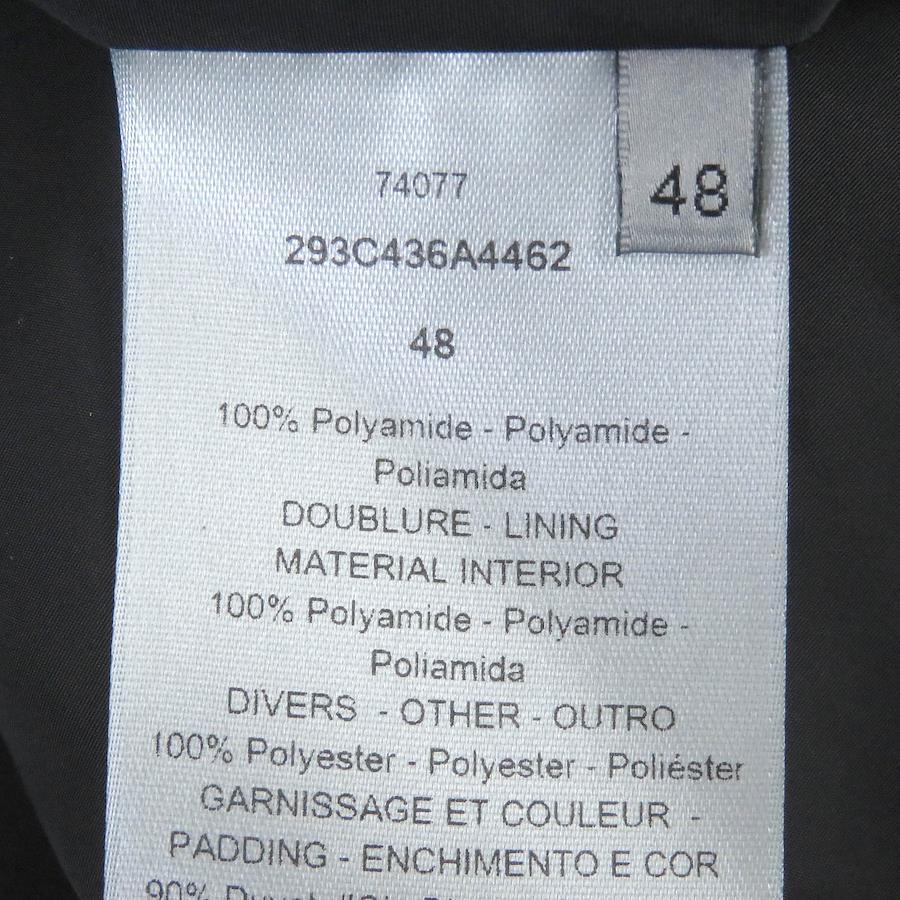 48
74077
293C436A4462
48
100% Polyamide - Polyamide -
Poliamida
DOUBLURE - LINING
MATERIAL INTERIOR
100% Polyamide - Polyamide -
Poliamida
DIVERS - OTHER - OUTRO
100% Polyester - Polyester - Poliéster
GARNISSAGE ET COULEUR -
PADDING - ENCHIMENTO E COR
90%